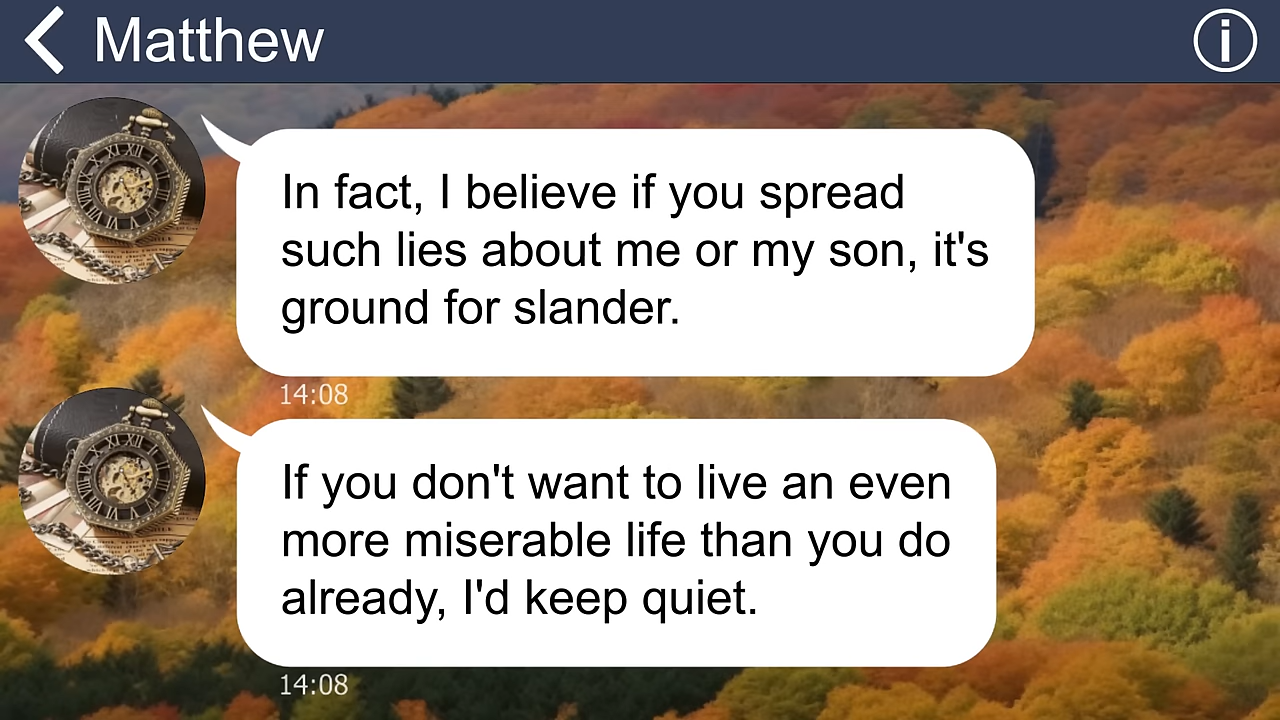 Matthew
In fact, I believe if you spread
such lies about me or my son, it's
ground for slander.
14:08
If you don't want to live an even
more miserable life than you do
already, I'd keep quiet.
14:08